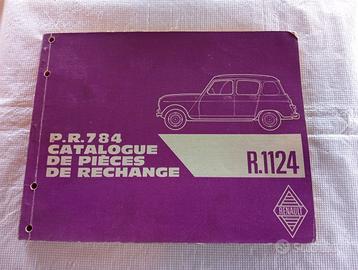 P.R.784
CATALOGUE
DE PIÈCES
DE RECHANGE
R.1124
RENAULT